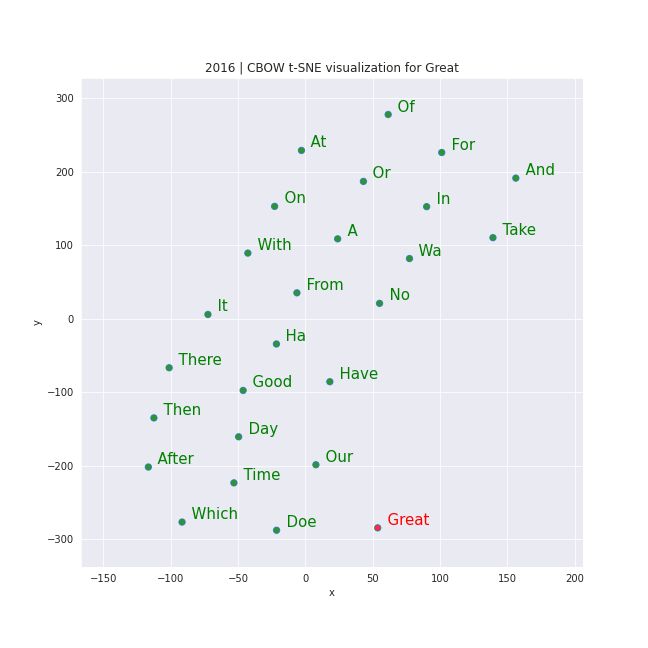 2016 | CBOW t-SNE visualization for Great
300
200
100
0
−100
−200
−300
y
Of
At
For
Or
And
On
In
A
Take
With
Wa
From
No
It
Ha
There
Good
Have
Then
Day
After
Our
Time
Which
Doe
Great
−150
−100
−50
0
50
100
150
200
x